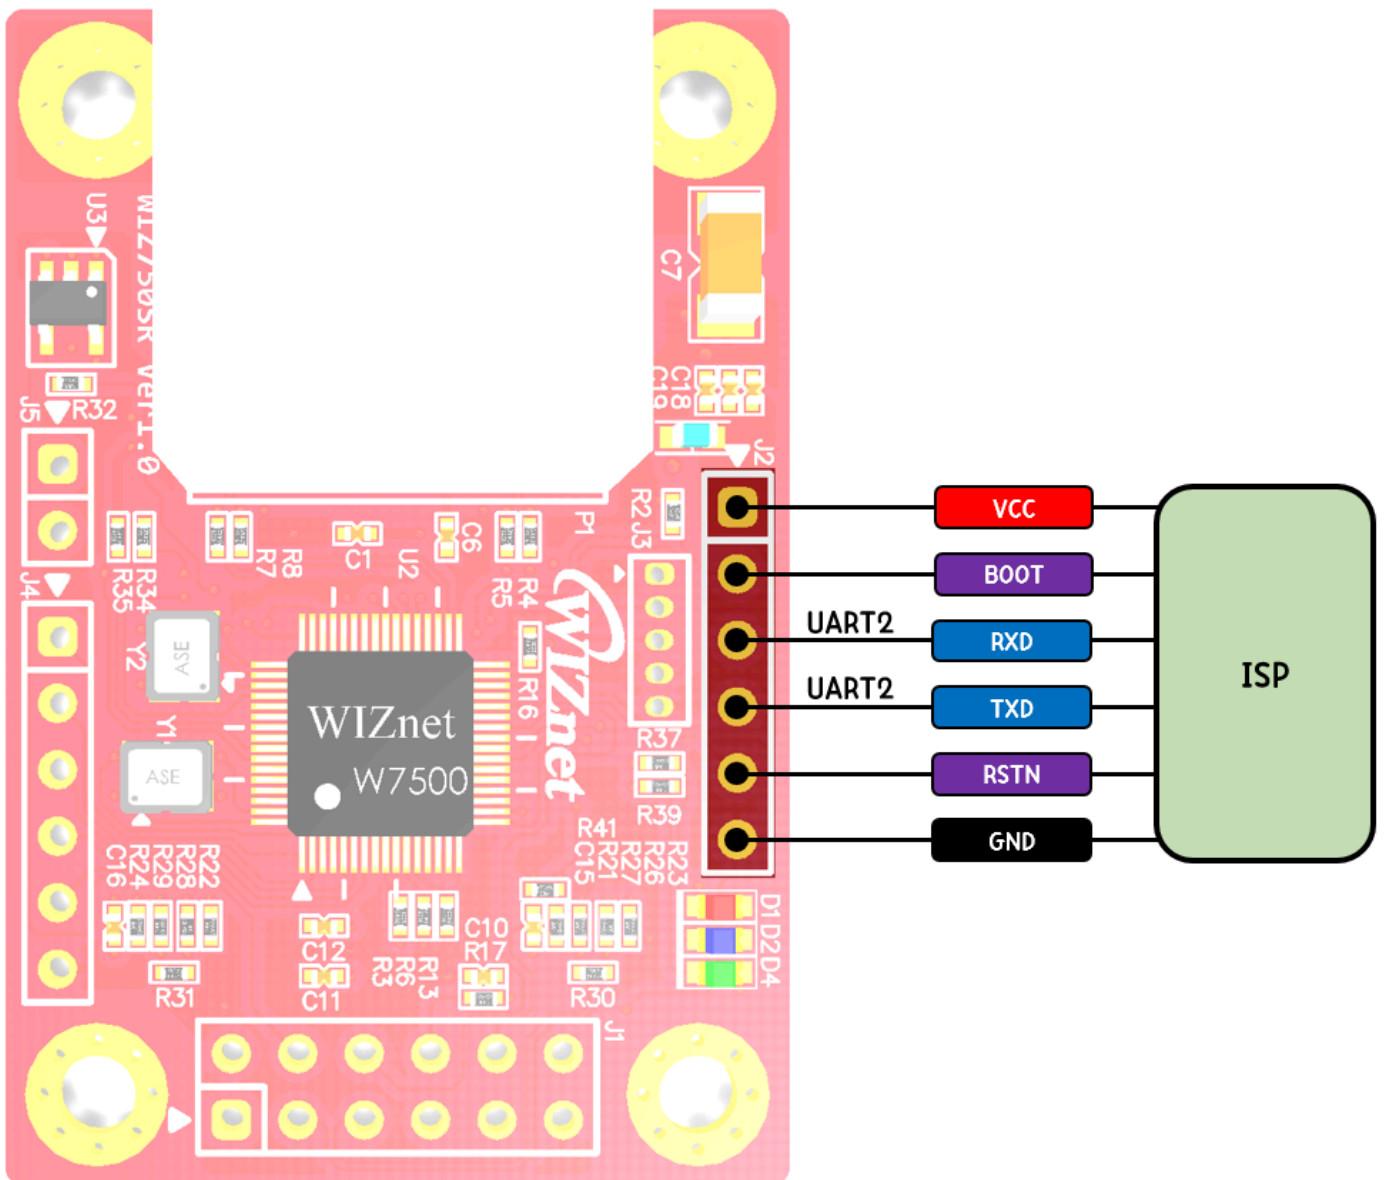 U3
WIZ750SR Ver1.0
C7
R32
J5
C19
C18
J2
VCC
R2
J3
P1
C6
C1
U2
R7
R8
R5
R4
R35
R34
J4
BOOT
UART2
RXD
Y2
ASE
WIZnet
R16
ISP
UART2
TXD
Y1
WIZnet
W7500
ASE
R37
RSTN
R39
GND
C16
R24
R29
R28
R22
R41
C15
R21
R27
R26
R23
D1
D2
D4
C12
C10
R17
R31
C11
R3
R6
R13
R30
J1